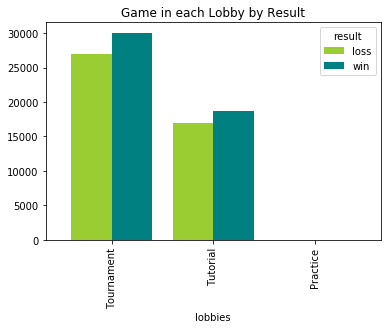 Game in each Lobby by Result
result
loss
win
30000
25000
20000
15000
10000
5000
0
Tournament
Tutorial
Practice
lobbies